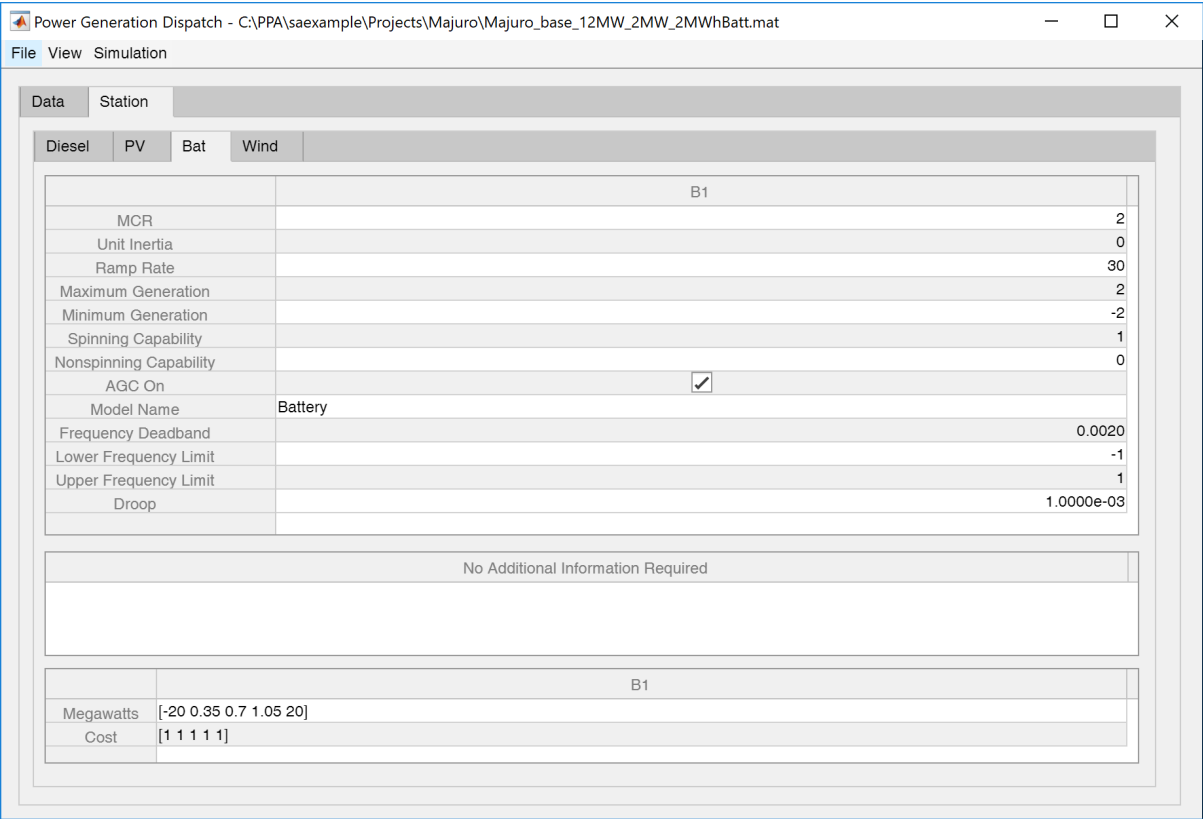 Power Generation Dispatch - C:\PPA\saexample\Projects\Majuro\Majuro_base_12MW_2MW_2MWhBatt.mat
File View Simulation
Data Station
Diesel PV Bat Wind
B1
MCR 2
Unit Inertia 0
Ramp Rate 30
Maximum Generation 2
Minimum Generation -2
Spinning Capability 1
Nonspinning Capability 0
AGC On
Model Name Battery
Frequency Deadband 0.0020
Lower Frequency Limit -1
Upper Frequency Limit 1
Droop 1.0000e-03
No Additional Information Required
B1
Megawatts [-20 0.35 0.7 1.05 20]
Cost [1 1 1 1 1]